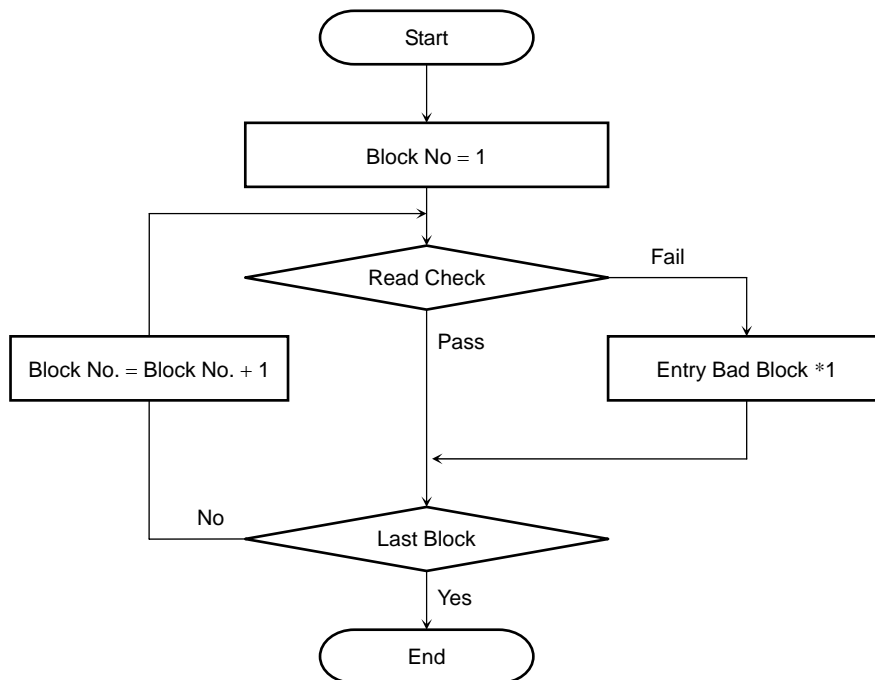 Start
Block No = 1
Read Check
Fail
Pass
Block No. = Block No. + 1
Entry Bad Block *1
No
Last Block
Yes
End